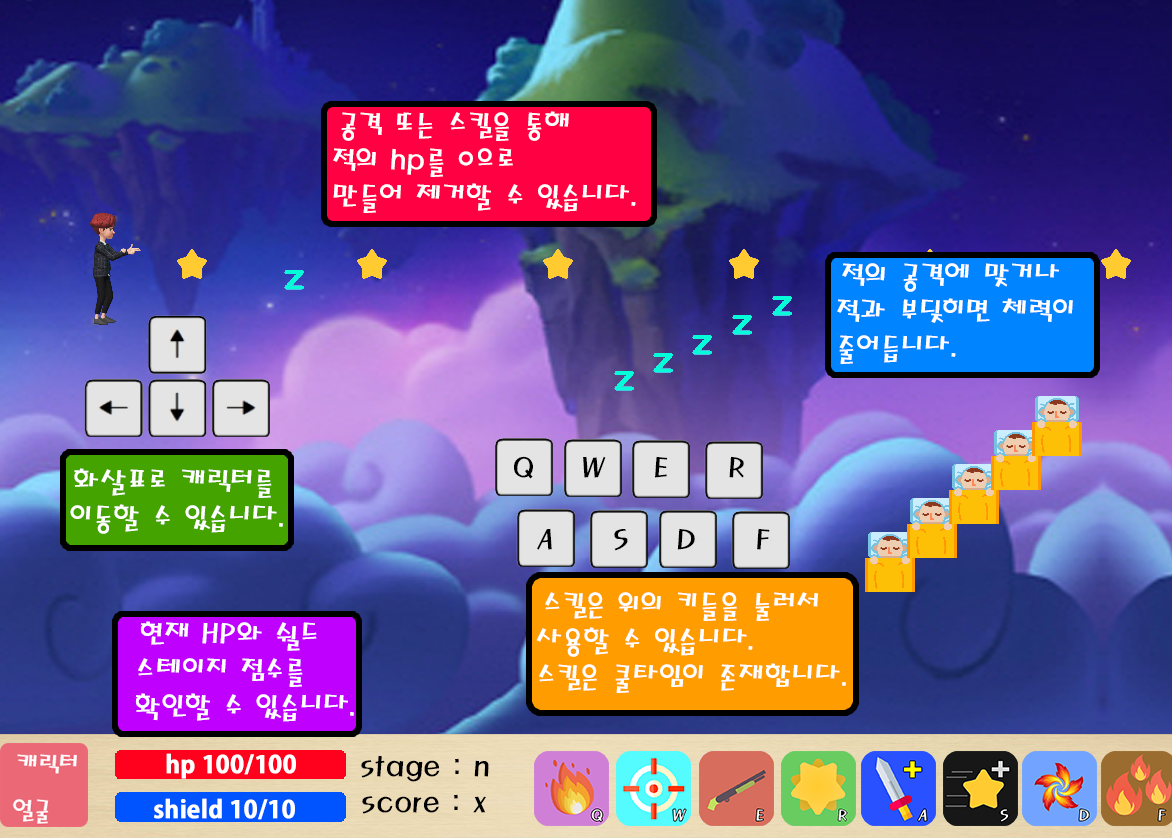 공격 또는 스킬을 통해
적의 hp를 0으로
만들어 제거할 수 있습니다.
적의 공격에 맞거나
적과 부딪히면 체력이
줄어듭니다.
z
z
z
z
z
z
↑
← ↓ →
화살표로 캐릭터를
이동할 수 있습니다.
Q W E R
A S D F
스킬은 위의 키들을 눌러서
사용할 수 있습니다.
스킬은 쿨타임이 존재합니다.
현재 HP와 쉴드
스테이지 점수를
확인할 수 있습니다.
캐릭터
얼굴
hp 100/100
shield 10/10
stage : n
score : x
Q W E R A S D F